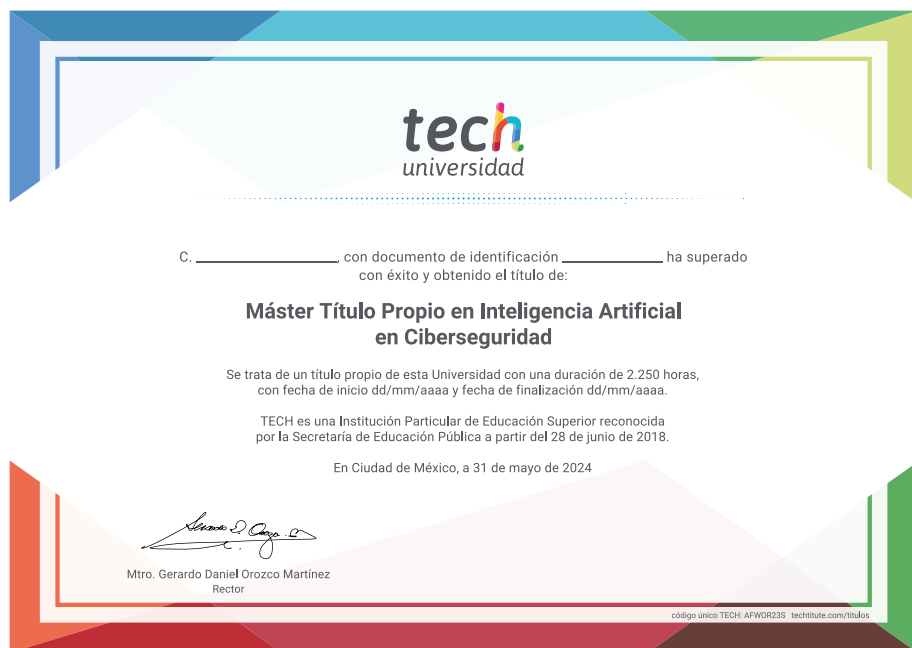 tech
universidad
C. ____________, con documento de identificación ____________ ha superado
con éxito y obtenido el título de:
Máster Título Propio en Inteligencia Artificial
en Ciberseguridad
Se trata de un título propio de esta Universidad con una duración de 2.250 horas,
con fecha de inicio dd/mm/aaaa y fecha de finalización dd/mm/aaaa.
TECH es una Institución Particular de Educación Superior reconocida
por la Secretaría de Educación Pública a partir del 28 de junio de 2018.
En Ciudad de México, a 31 de mayo de 2024
Mtro. Gerardo Daniel Orozco Martínez
Rector
código único TECH: AFWOR23S techtitute.com/titulos